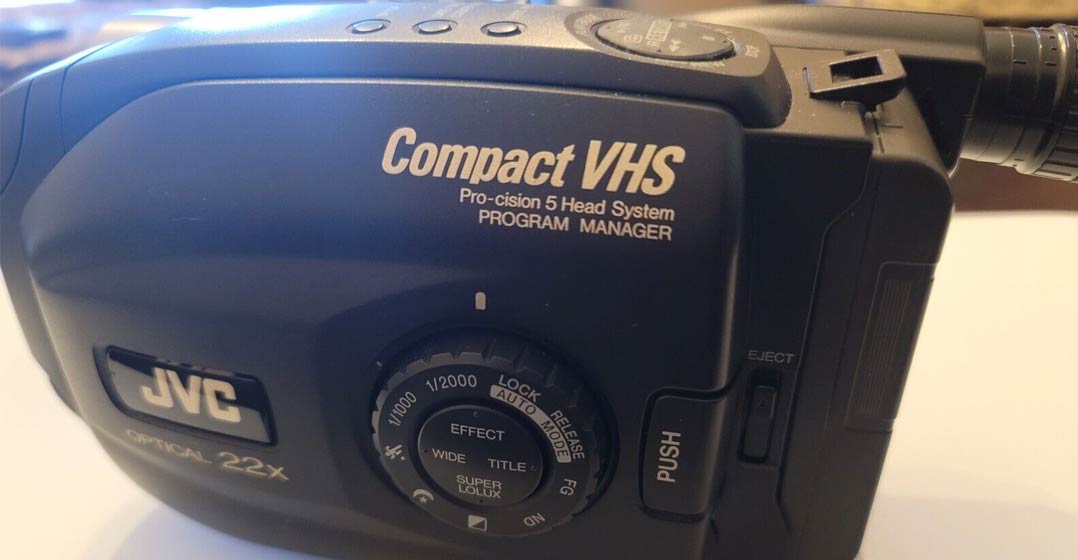 Compact VHS
Pro-cision 5 Head System
PROGRAM MANAGER
JVC
OPTICAL 22x
1/1000
1/2000
LOCK
AUTO
RELEASE
MODE
FG
ND
EFFECT
WIDE TITLE
SUPER
LOLUX
EJECT
PUSH